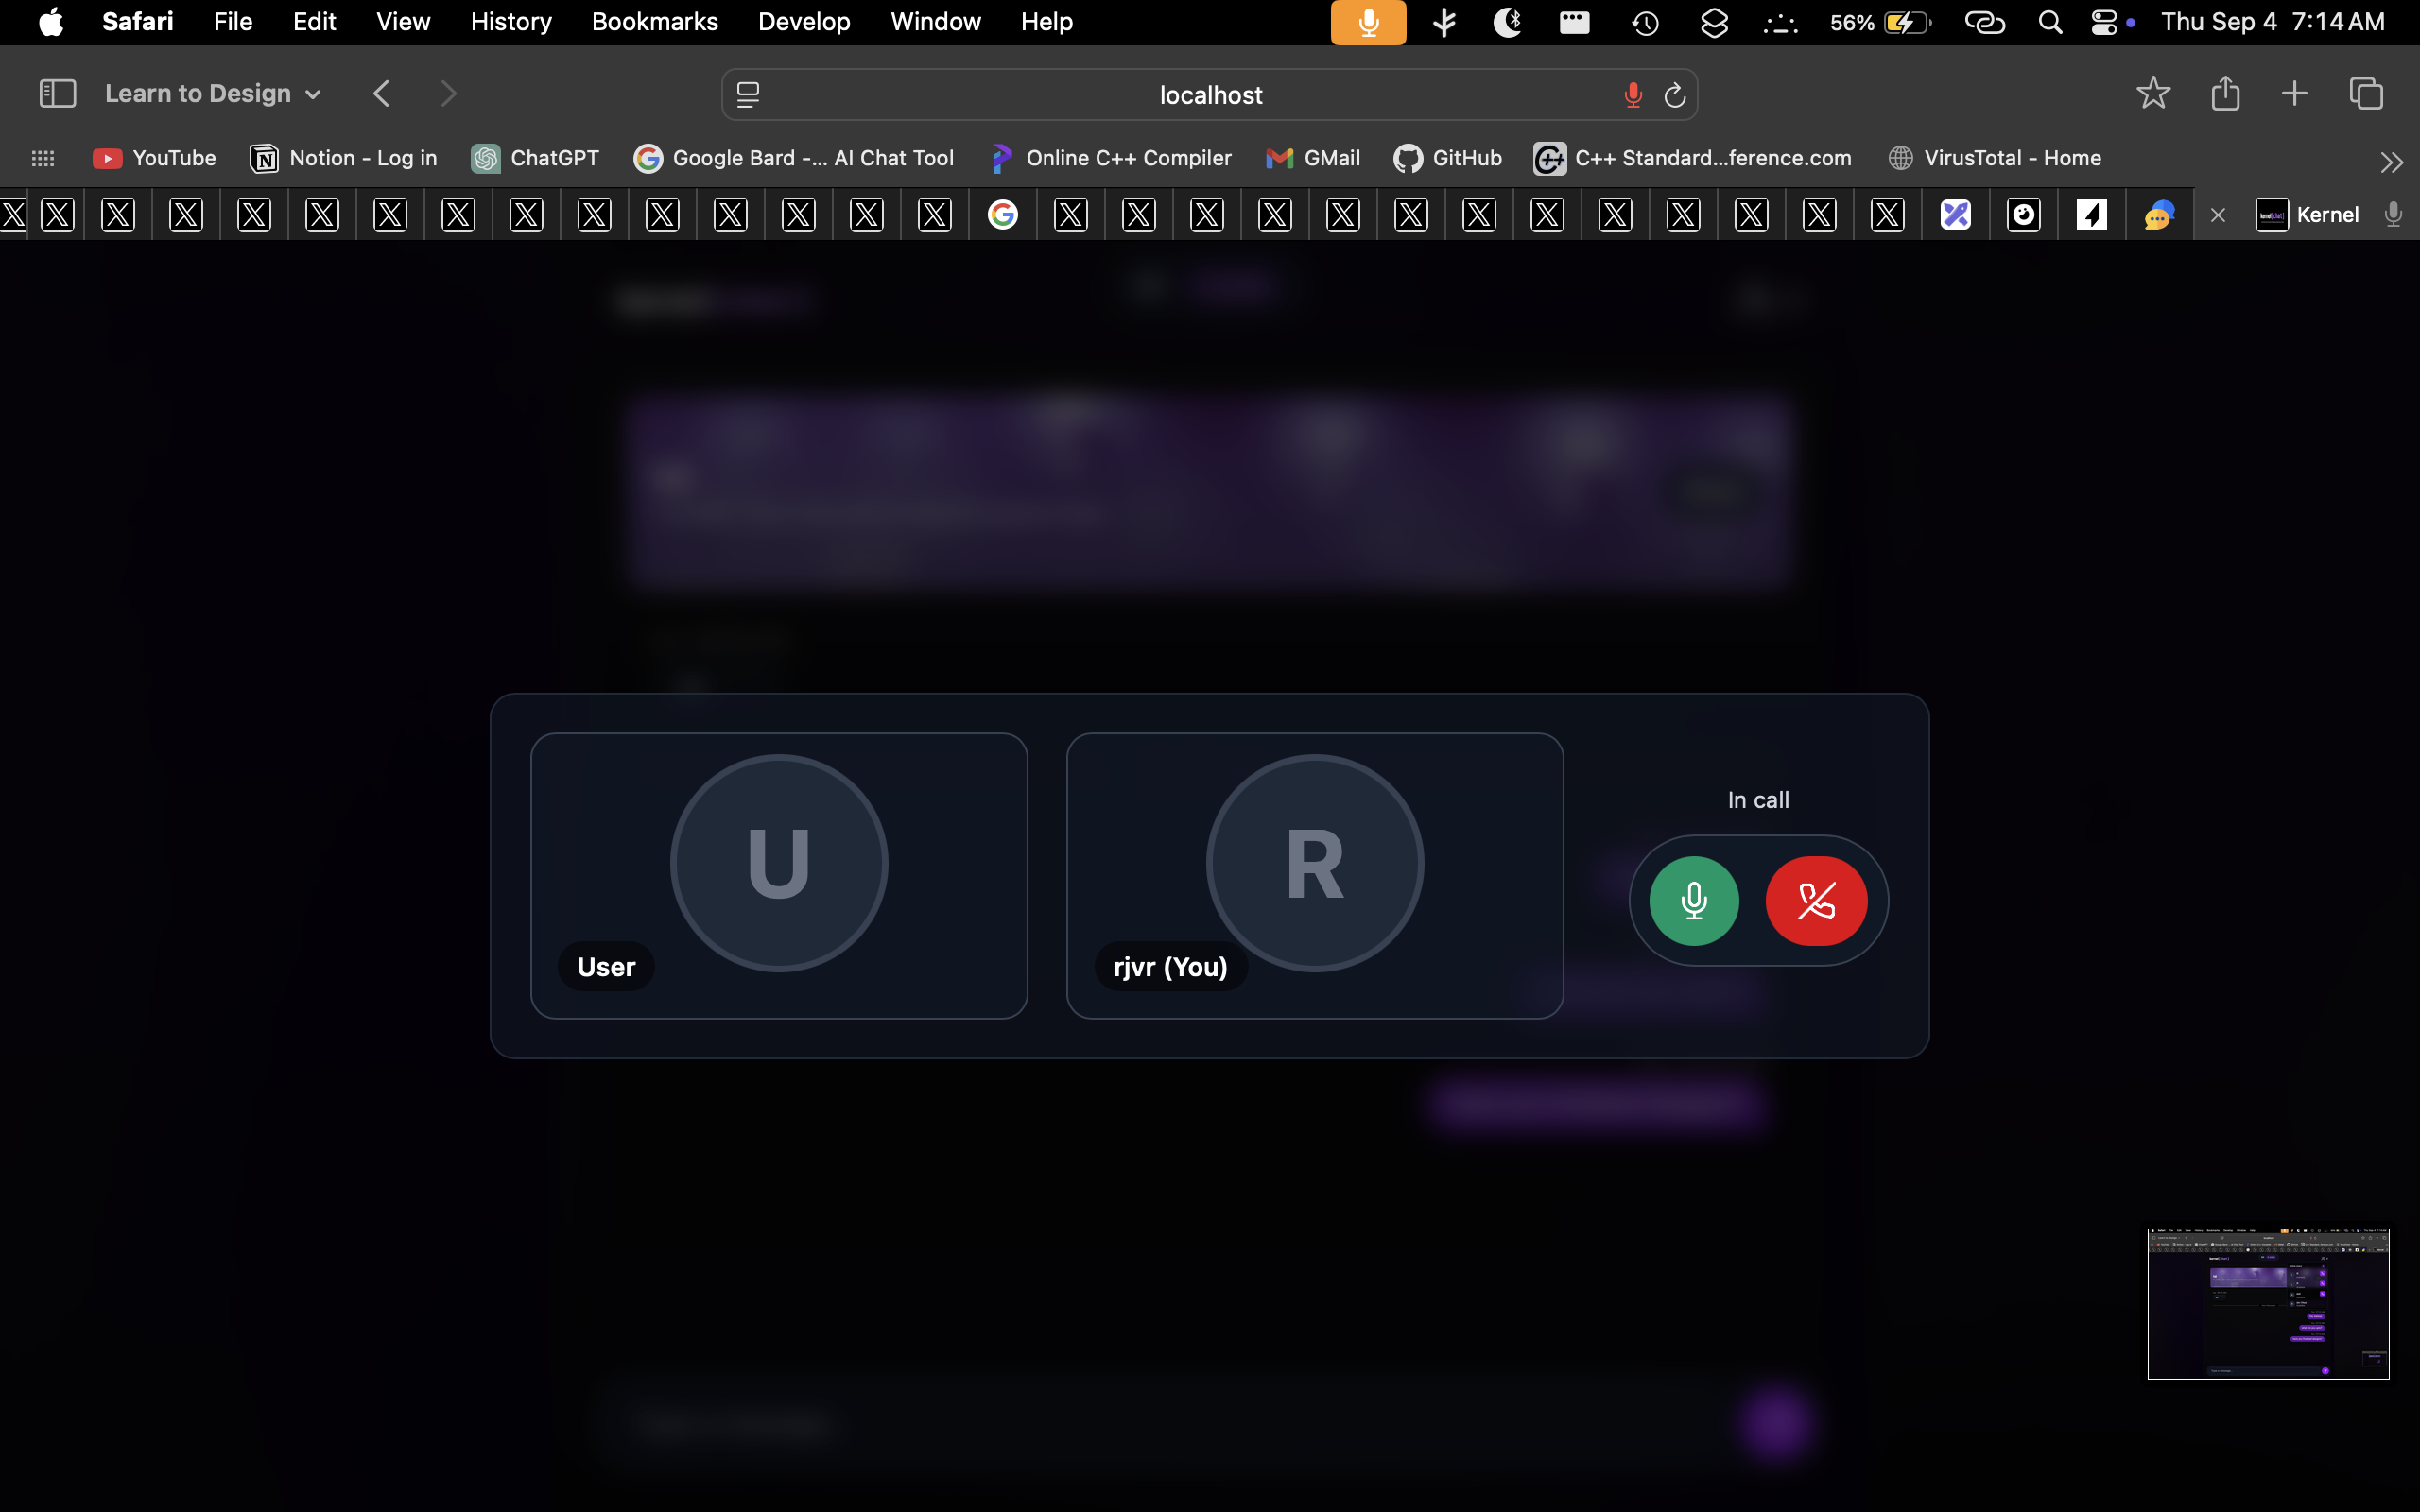 Safari File Edit View History Bookmarks Develop Window Help 56% Thu Sep 4 7:14 AM
Learn to Design localhost
YouTube Notion - Log in ChatGPT Google Bard -... AI Chat Tool Online C++ Compiler GMail GitHub C++ Standard...ference.com VirusTotal - Home
Kernel
In call
U R
User rjvr (You)